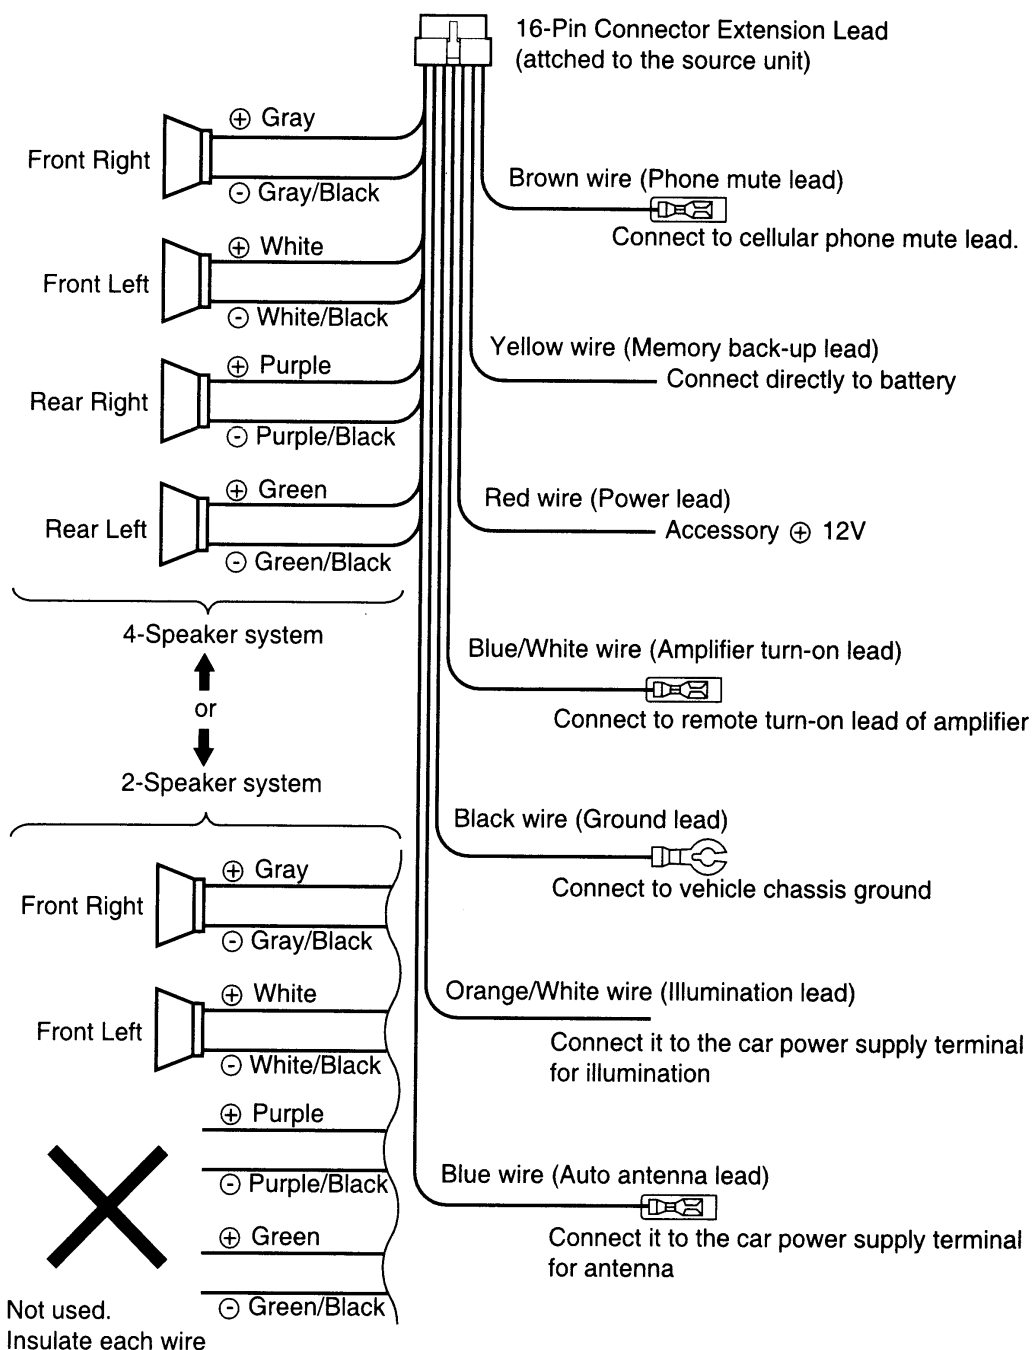 16-Pin Connector Extension Lead
(attched to the source unit)
⊕ Gray
Front Right
⊖ Gray/Black
⊕ White
Front Left
⊖ White/Black
⊕ Purple
Rear Right
⊖ Purple/Black
⊕ Green
Rear Left
⊖ Green/Black
4-Speaker system
or
2-Speaker system
⊕ Gray
Front Right
⊖ Gray/Black
⊕ White
Front Left
⊖ White/Black
⊕ Purple
⊖ Purple/Black
⊕ Green
⊖ Green/Black
Not used.
Insulate each wire
Brown wire (Phone mute lead)
Connect to cellular phone mute lead.
Yellow wire (Memory back-up lead)
Connect directly to battery
Red wire (Power lead)
Accessory ⊕ 12V
Blue/White wire (Amplifier turn-on lead)
Connect to remote turn-on lead of amplifier
Black wire (Ground lead)
Connect to vehicle chassis ground
Orange/White wire (Illumination lead)
Connect it to the car power supply terminal
for illumination
Blue wire (Auto antenna lead)
Connect it to the car power supply terminal
for antenna